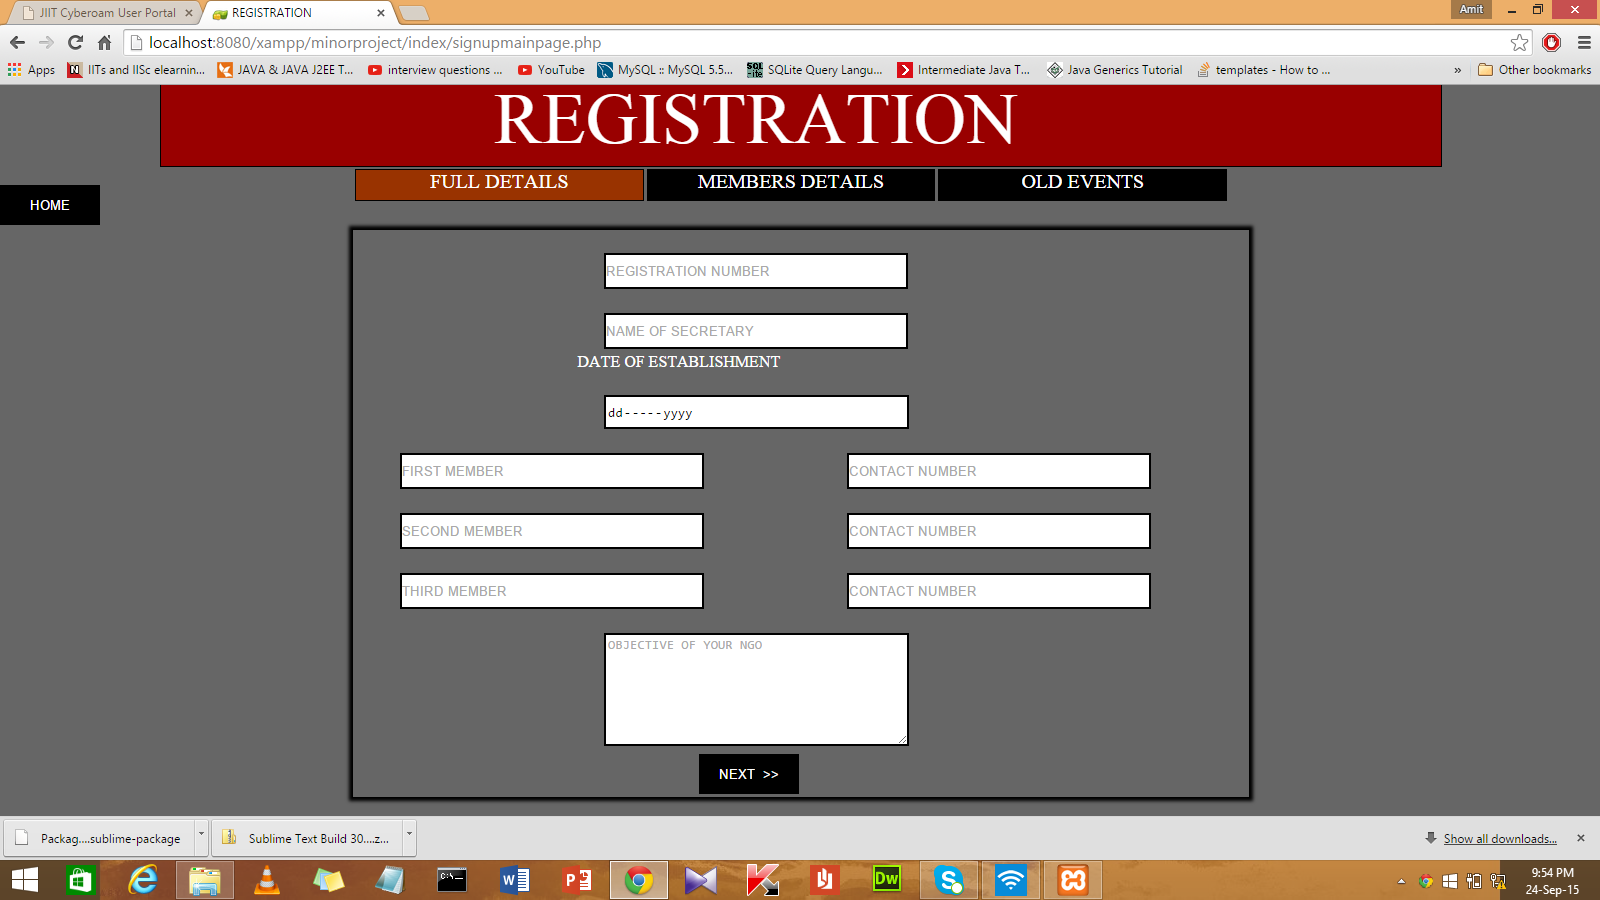 JIIT Cyberoam User Portal
REGISTRATION
Amit
localhost:8080/xampp/minorproject/index/signupmainpage.php
Apps
IITs and IISc elearnin...
JAVA & JAVA J2EE T...
interview questions ...
YouTube
MySQL :: MySQL 5.5...
SQLite Query Langu...
Intermediate Java T...
Java Generics Tutorial
templates - How to ...
»
Other bookmarks
REGISTRATION
FULL DETAILS
MEMBERS DETAILS
OLD EVENTS
HOME
REGISTRATION NUMBER
NAME OF SECRETARY
DATE OF ESTABLISHMENT
dd-----yyyy
FIRST MEMBER
CONTACT NUMBER
SECOND MEMBER
CONTACT NUMBER
THIRD MEMBER
CONTACT NUMBER
OBJECTIVE OF YOUR NGO
NEXT >>
Packag....sublime-package
Sublime Text Build 30....z...
Show all downloads...
Dw
9:54 PM
24-Sep-15